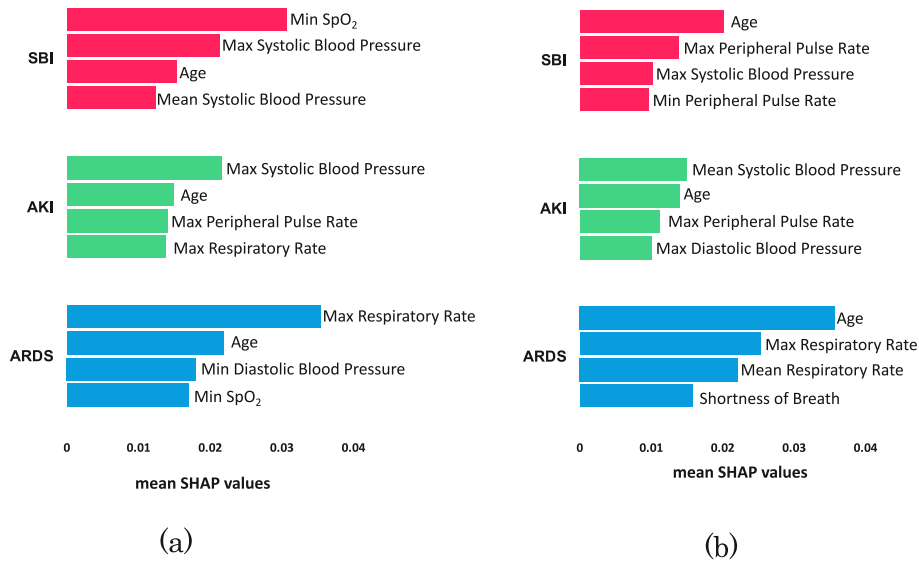 SBI
Min SpO₂
Max Systolic Blood Pressure
Age
Mean Systolic Blood Pressure
AKI
Max Systolic Blood Pressure
Age
Max Peripheral Pulse Rate
Max Respiratory Rate
ARDS
Max Respiratory Rate
Age
Min Diastolic Blood Pressure
Min SpO₂
0 0.01 0.02 0.03 0.04
mean SHAP values
(a)
SBI
Age
Max Peripheral Pulse Rate
Max Systolic Blood Pressure
Min Peripheral Pulse Rate
AKI
Mean Systolic Blood Pressure
Age
Max Peripheral Pulse Rate
Max Diastolic Blood Pressure
ARDS
Age
Max Respiratory Rate
Mean Respiratory Rate
Shortness of Breath
0 0.01 0.02 0.03 0.04
mean SHAP values
(b)